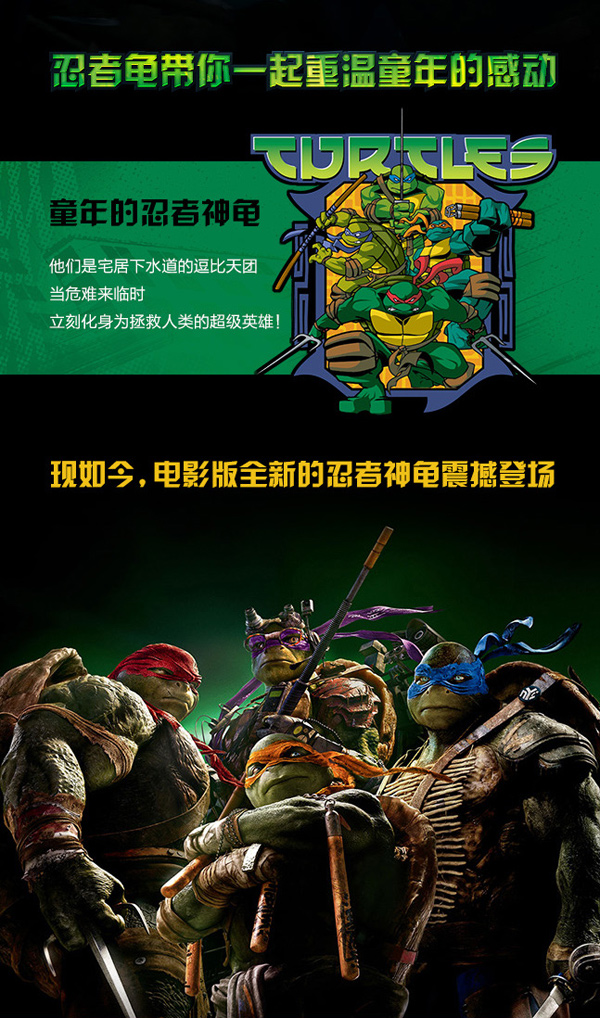 忍者龟带你一起重温童年的感动
TURTLES
童年的忍者神龟
他们是宅居下水道的逗比天团
当危难来临时
立刻化身为拯救人类的超级英雄！
现如今，电影版全新的忍者神龟震撼登场